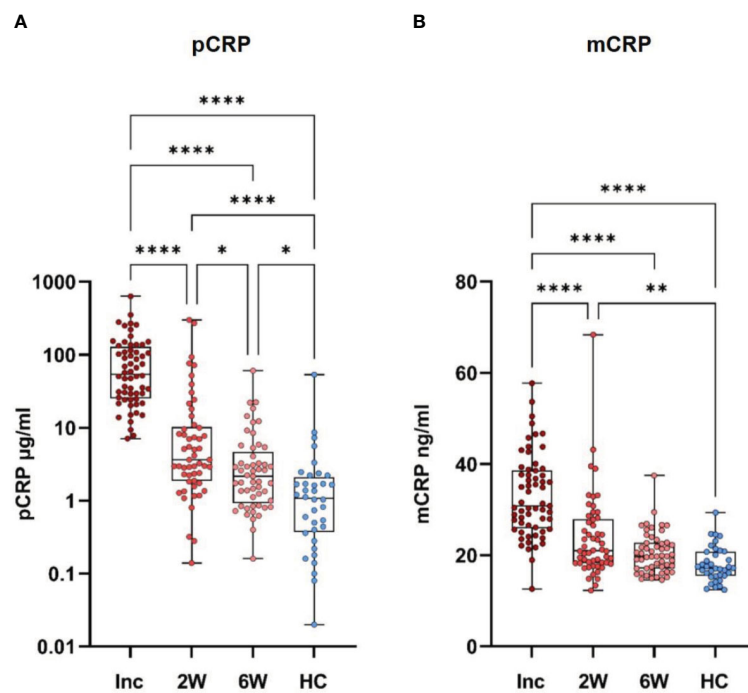 A
pCRP
****
****
****
**** * *
1000
100
10
1
0.1
0.01
pCRP µg/ml
Inc 2W 6W HC
B
mCRP
****
****
**** **
80
60
40
20
0
mCRP ng/ml
Inc 2W 6W HC